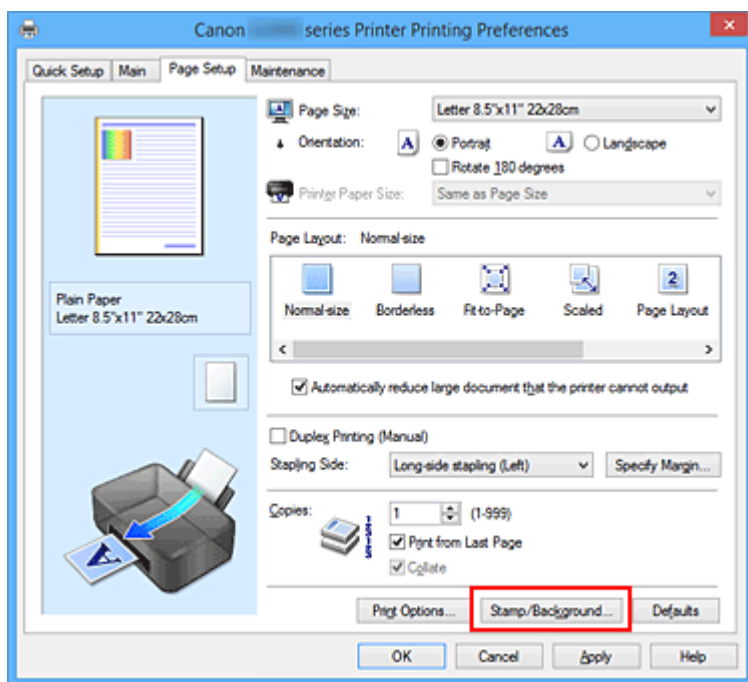 Canon series Printer Printing Preferences
Quick Setup Main Page Setup Maintenance
Page Size: Letter 8.5"x11" 22x28cm
Orientation: A Portrait A Landscape
Rotate 180 degrees
Printer Paper Size: Same as Page Size
Page Layout: Normal-size
2
Normal-size Borderless Fit-to-Page Scaled Page Layout
Automatically reduce large document that the printer cannot output
Plain Paper
Letter 8.5"x11" 22x28cm
Duplex Printing (Manual)
Stapling Side: Long-side stapling (Left) Specify Margin...
Copies: 1 (1-999)
Print from Last Page
Collate
A
Print Options... Stamp/Background... Defaults
OK Cancel Apply Help